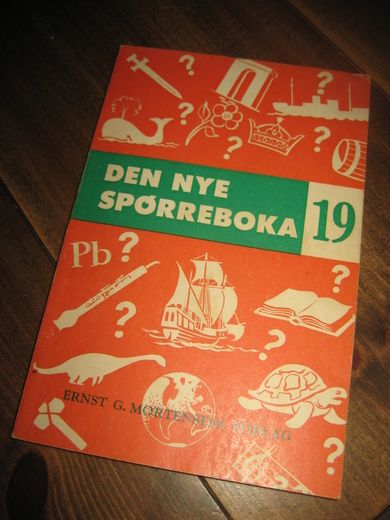 DEN NYE
SPØRREBOKA
19
Pb
ERNST G. MORTENSENS FORLAG